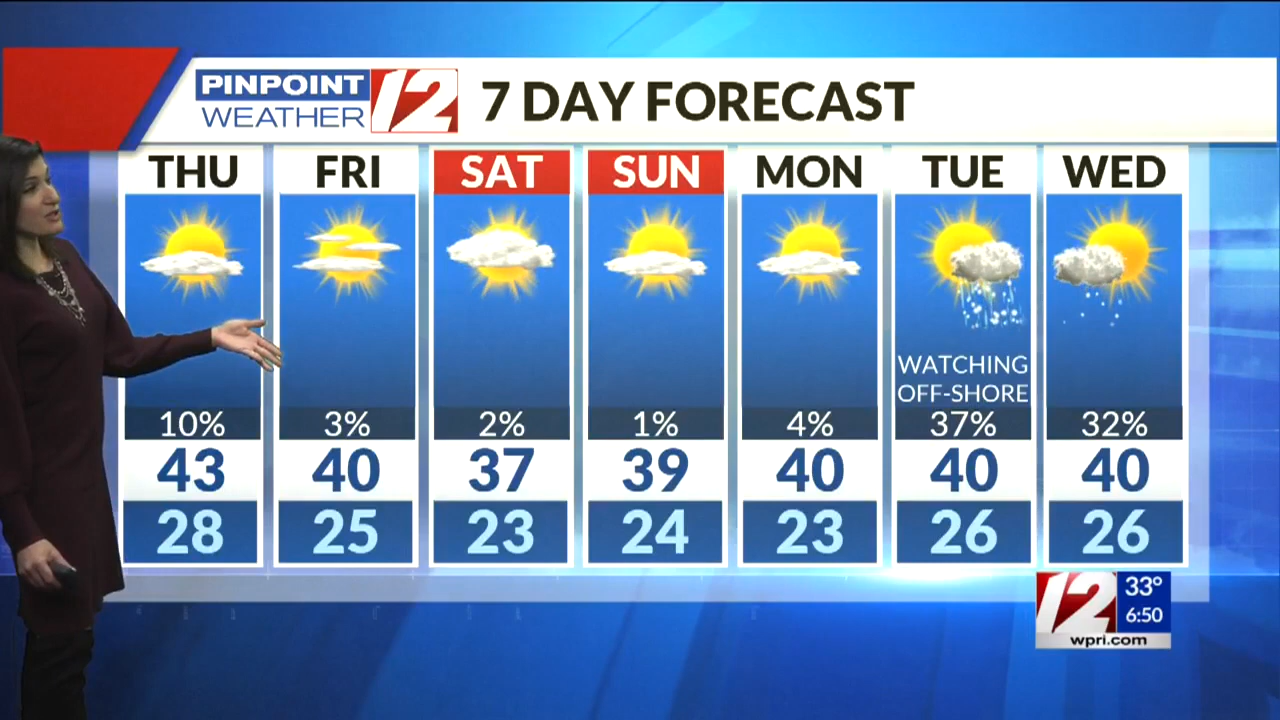 PINPOINT
WEATHER
12
7 DAY FORECAST
THU FRI SAT SUN MON TUE WED
WATCHING
OFF-SHORE
10% 3% 2% 1% 4% 37% 32%
43 40 37 39 40 40 40
28 25 23 24 23 26 26
12
33°
6:50
wpri.com